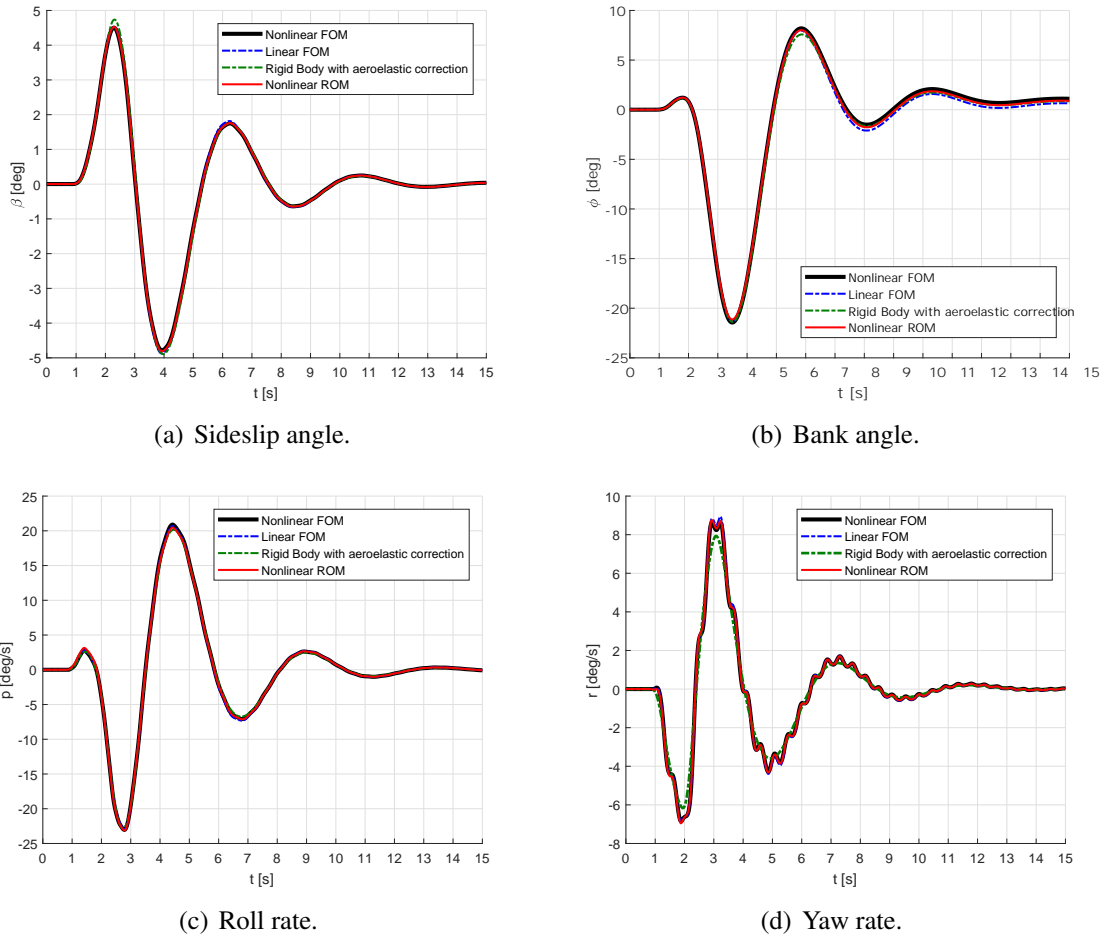 5
4
3
2
1
0
-1
-2
-3
-4
-5
β [deg]
Nonlinear FOM
Linear FOM
Rigid Body with aeroelastic correction
Nonlinear ROM
0 1 2 3 4 5 6 7 8 9 10 11 12 13 14 15
t [s]
(a) Sideslip angle.
10
5
0
-5
-10
-15
-20
-25
ϕ [deg]
Nonlinear FOM
Linear FOM
Rigid Body with aeroelastic correction
Nonlinear ROM
0 1 2 3 4 5 6 7 8 9 10 11 12 13 14 15
t [s]
(b) Bank angle.
25
20
15
10
5
0
-5
-10
-15
-20
-25
p [deg/s]
Nonlinear FOM
Linear FOM
Rigid Body with aeroelastic correction
Nonlinear ROM
0 1 2 3 4 5 6 7 8 9 10 11 12 13 14 15
t [s]
(c) Roll rate.
10
8
6
4
2
0
-2
-4
-6
-8
r [deg/s]
Nonlinear FOM
Linear FOM
Rigid Body with aeroelastic correction
Nonlinear ROM
0 1 2 3 4 5 6 7 8 9 10 11 12 13 14 15
t [s]
(d) Yaw rate.